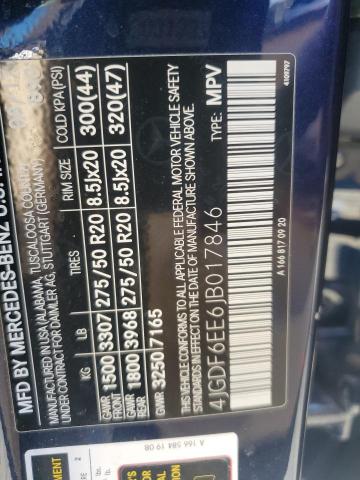 MFD BY MERCEDES-BENZ U.S.
MANUFACTURED IN USA (ALABAMA, TUSCALOOSA COUNTY)
UNDER CONTRACT FOR DAIMLER AG, STUTTGART (GERMANY)
KG LB TIRES RIM SIZE COLD KPA (PSI)
GAWR FRONT 1500 3307 275/50 R20 8.5Jx20 300(44)
GAWR REAR 1800 3968 275/50 R20 8.5Jx20 320(47)
GVWR 3250 7165
THIS VEHICLE CONFORMS TO ALL APPLICABLE FEDERAL MOTOR VEHICLE SAFETY
STANDARDS IN EFFECT ON THE DATE OF MANUFACTURE SHOWN ABOVE.
4JGDF6EE6JB017846 TYPE: MPV
A 166 817 09 20
4109797
A 166 584 19 08